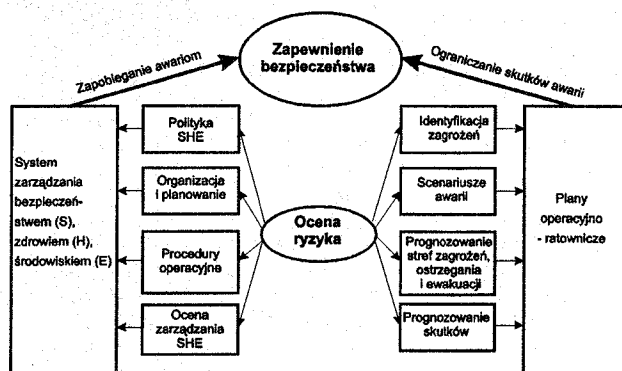 Zapewnienie
bezpieczeństwa
Zapobieganie awariom
Ograniczanie skutków awarii
System
zarządzania
bezpieczeń-
stwem (S),
zdrowiem (H),
środowiskiem (E)
Polityka
SHE
Organizacja
i planowanie
Procedury
operacyjne
Ocena
zarządzania
SHE
Ocena
ryzyka
Identyfikacja
zagrożeń
Scenariusze
awarii
Prognozowanie
stref zagrożeń,
ostrzegania
i ewakuacji
Prognozowanie
skutków
Plany
operacyjno
- ratownicze